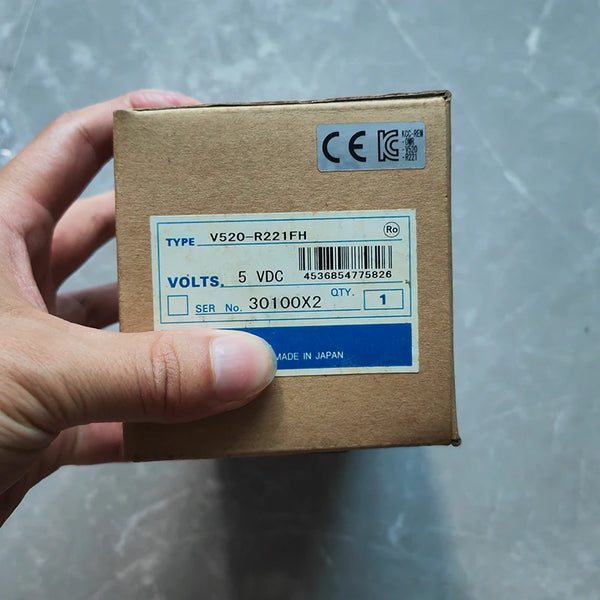 CE
KCC-REM
-OMR
-V520
-R221
Ro
TYPE V520-R221FH
4536854775826
VOLTS. 5 VDC
SER No. 30100X2 QTY. 1
MADE IN JAPAN